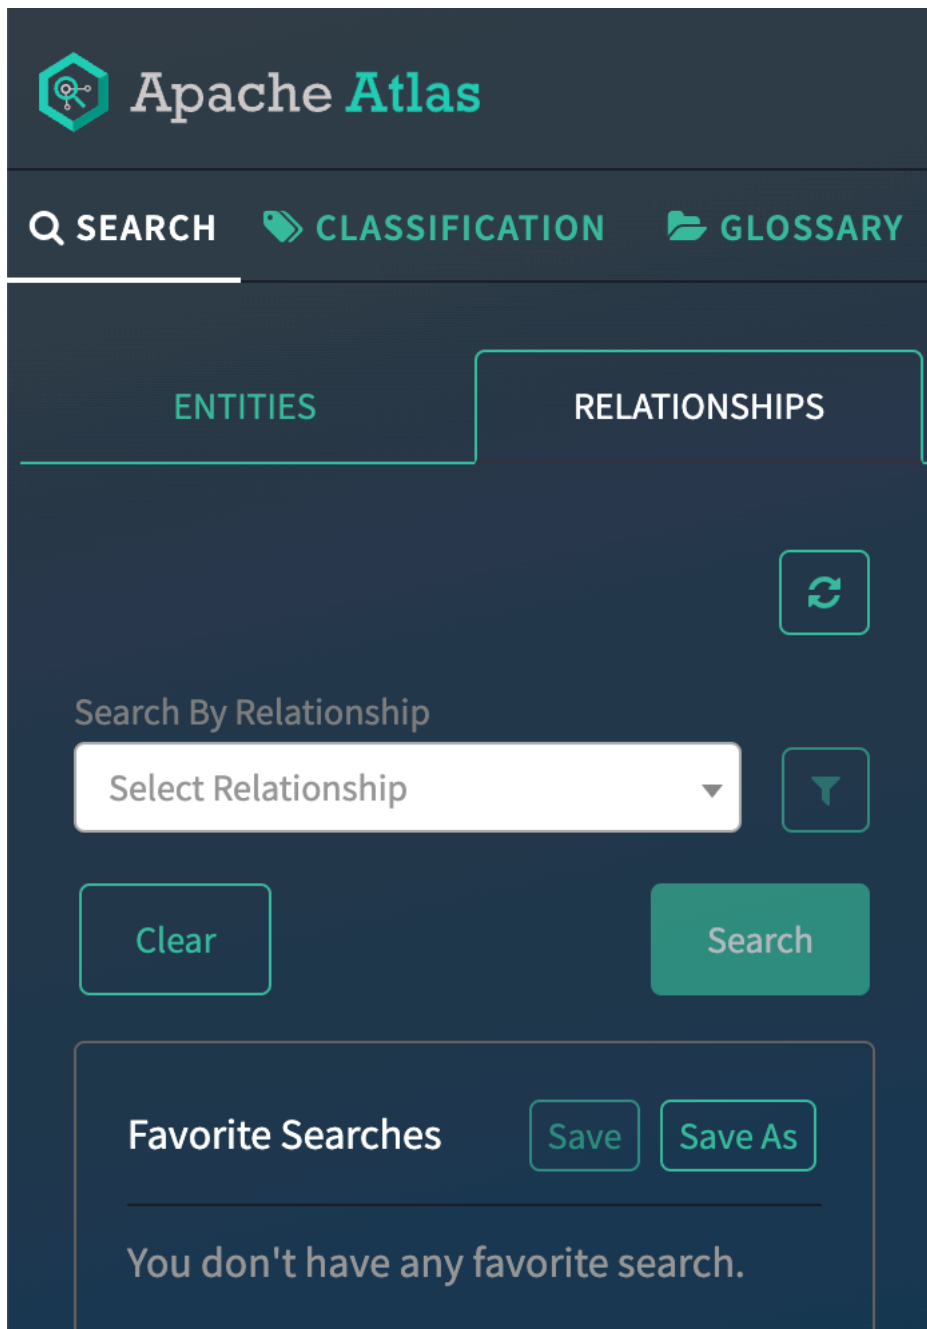 Apache Atlas
SEARCH CLASSIFICATION GLOSSARY
ENTITIES RELATIONSHIPS
Search By Relationship
Select Relationship
Clear Search
Favorite Searches Save Save As
You don't have any favorite search.